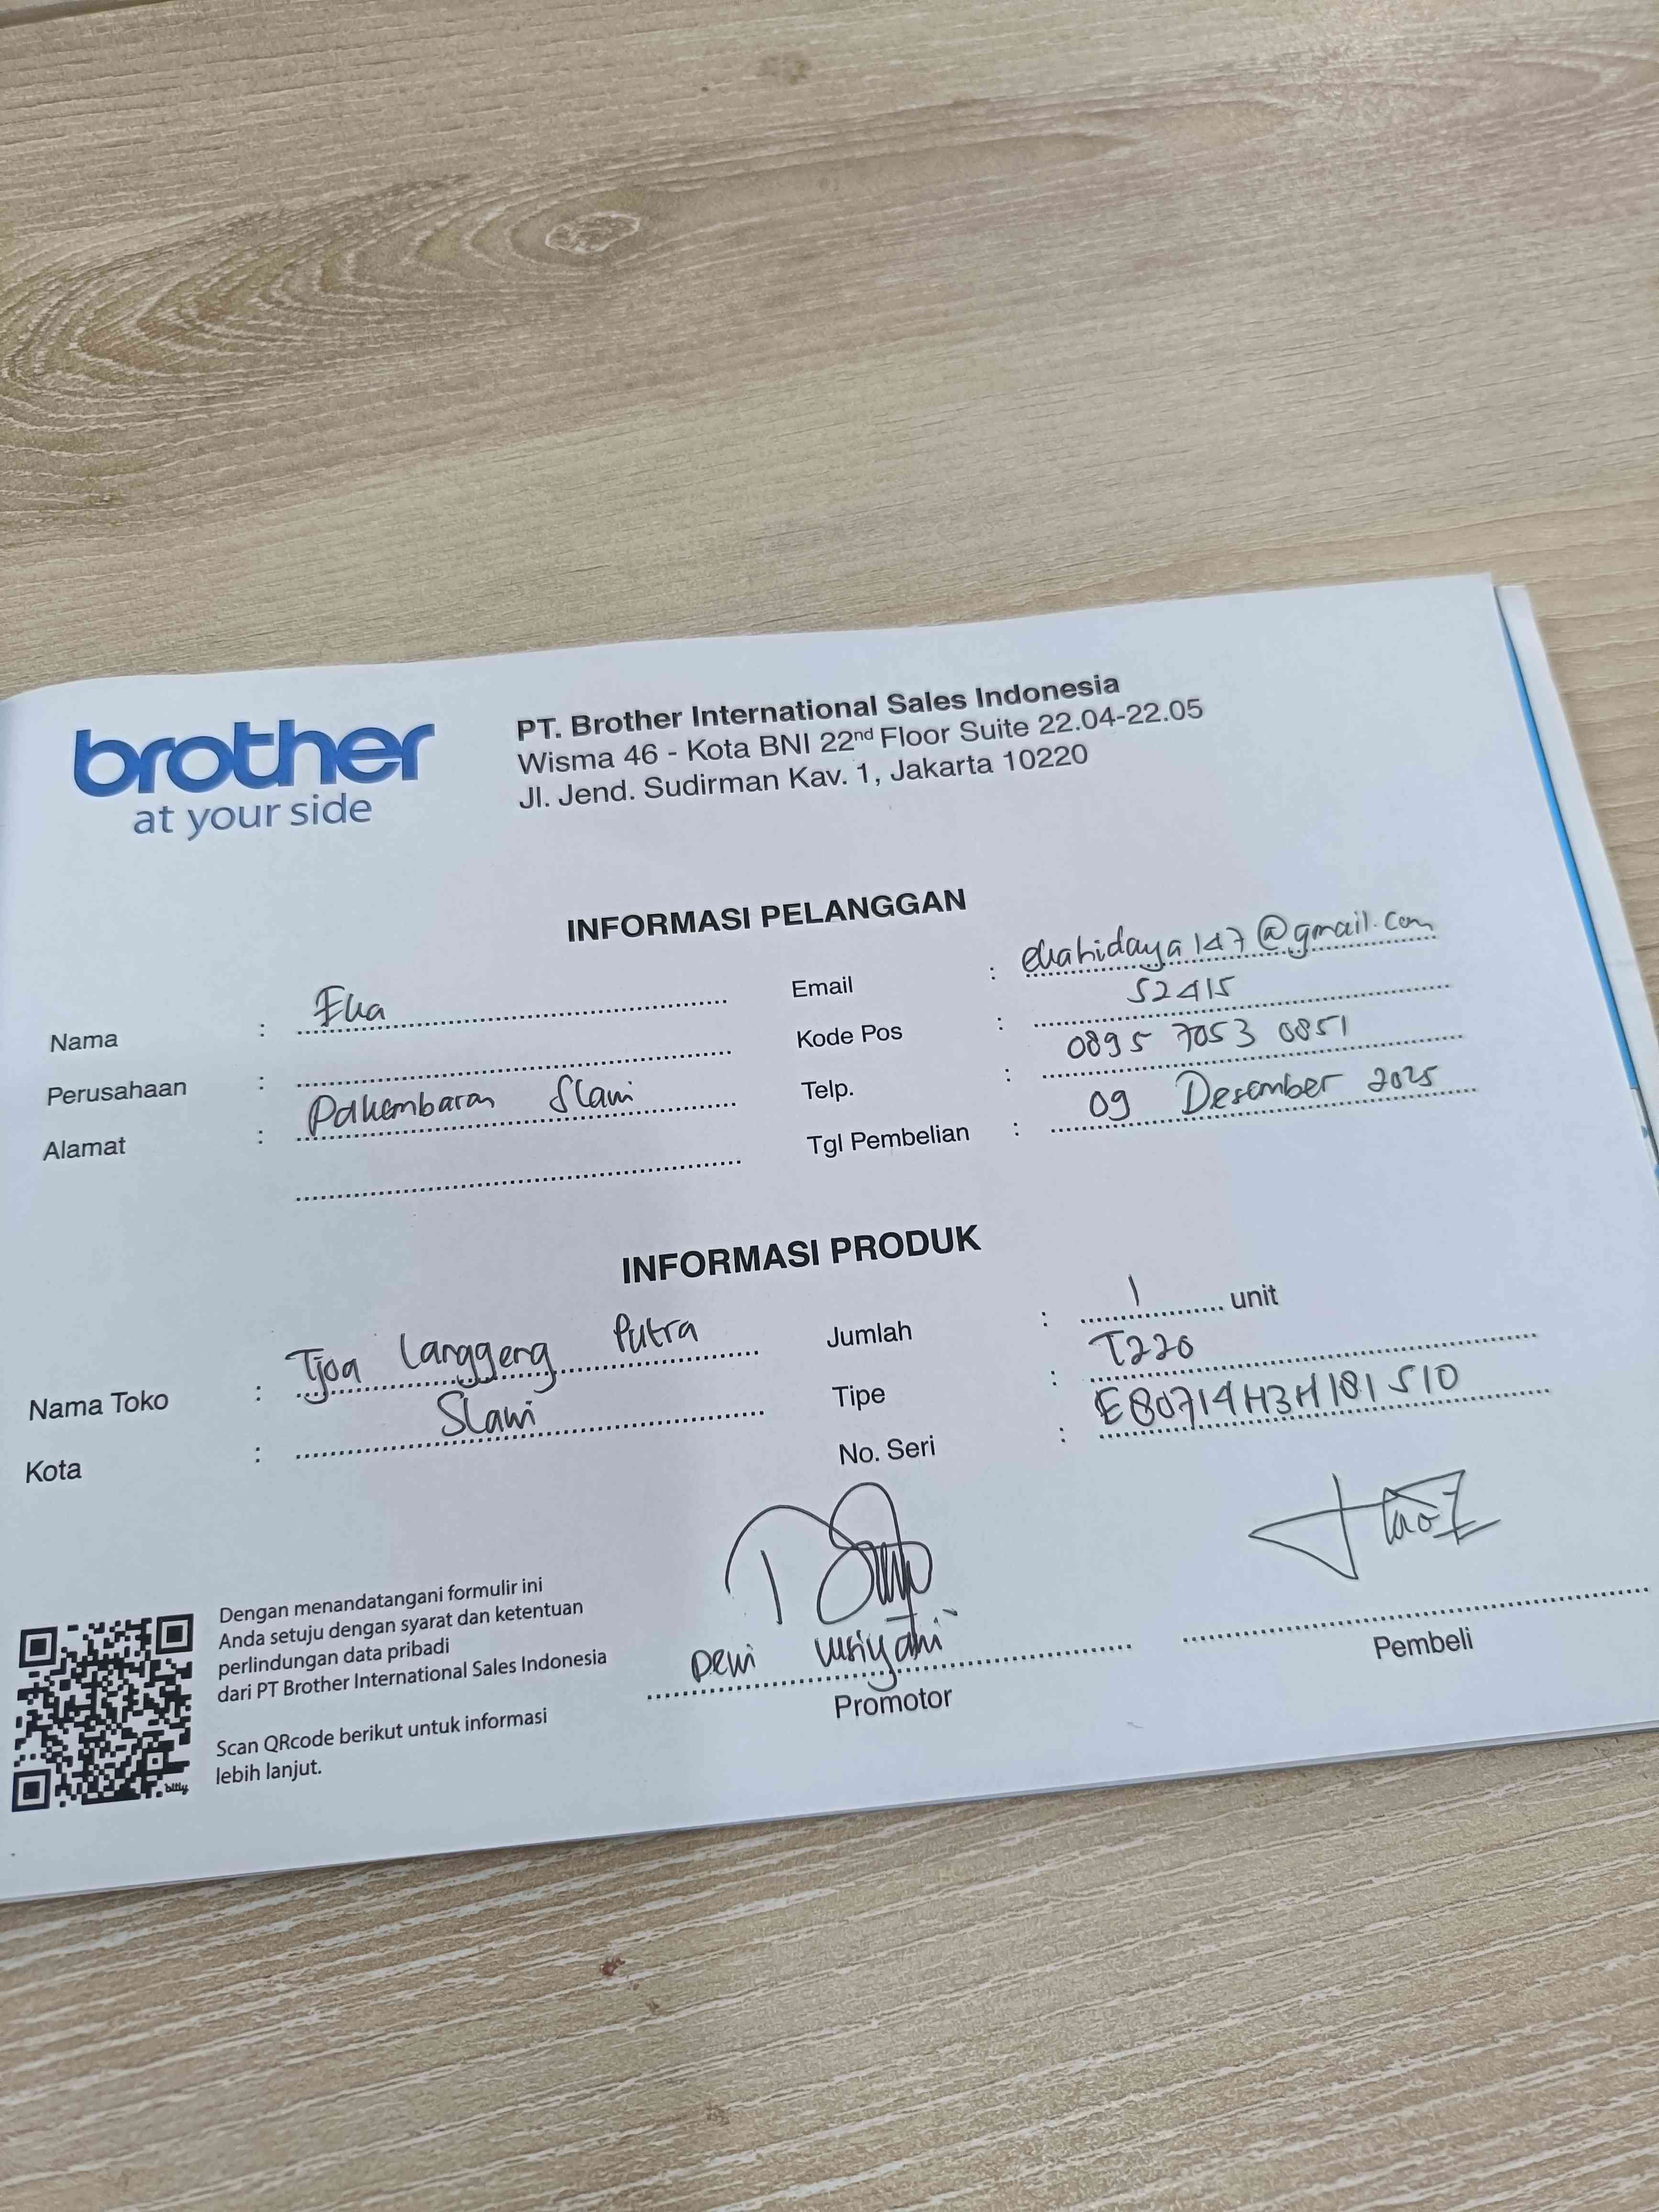 brother
at your side
PT. Brother International Sales Indonesia
Wisma 46 - Kota BNI 22nd Floor Suite 22.04-22.05
Jl. Jend. Sudirman Kav. 1, Jakarta 10220
INFORMASI PELANGGAN
Nama : Eka
Perusahaan :
Alamat : Pakembaran Slawi
Email : ekahidaya147@gmail.com
Kode Pos : 52415
Telp. : 0895 7053 0851
Tgl Pembelian : 09 Desember 2025
INFORMASI PRODUK
Nama Toko : Tjoa Langgeng Putra
Kota : Slawi
Jumlah : 1 unit
Tipe : T220
No. Seri : E80714H3H181510
Dengan menandatangani formulir ini
Anda setuju dengan syarat dan ketentuan
perlindungan data pribadi
dari PT Brother International Sales Indonesia
Scan QRcode berikut untuk informasi
lebih lanjut.
bitly
Dewi
Promotor
Pembeli